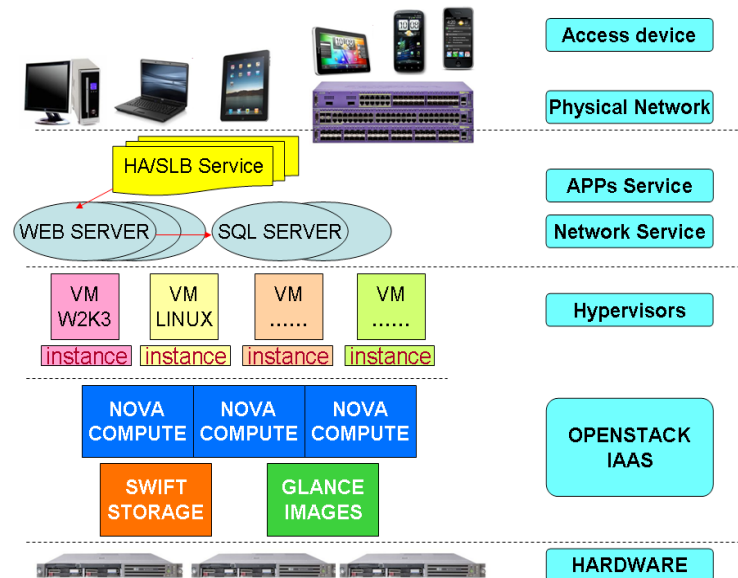 Access device
Physical Network
HA/SLB Service
APPs Service
WEB SERVER
SQL SERVER
Network Service
VM
W2K3
VM
LINUX
VM
......
VM
......
Hypervisors
instance
instance
instance
instance
NOVA
COMPUTE
NOVA
COMPUTE
NOVA
COMPUTE
OPENSTACK
IAAS
SWIFT
STORAGE
GLANCE
IMAGES
HARDWARE